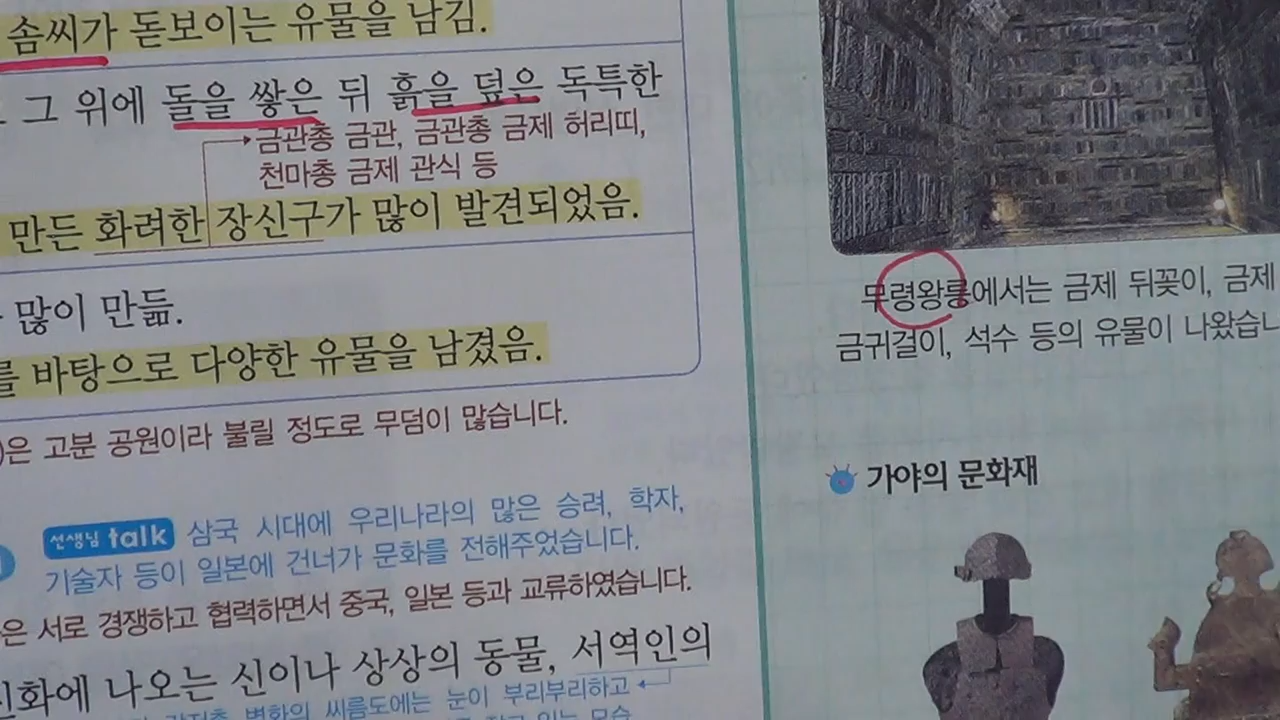 솜씨가 돋보이는 유물을 남김.
그 위에 돌을 쌓은 뒤 흙을 덮은 독특한
금관총 금관, 금관총 금제 허리띠,
천마총 금제 관식 등
만든 화려한 장신구가 많이 발견되었음.
많이 만듦.
를 바탕으로 다양한 유물을 남겼음.
)은 고분 공원이라 불릴 정도로 무덤이 많습니다.
선생님 talk 삼국 시대에 우리나라의 많은 승려, 학자,
기술자 등이 일본에 건너가 문화를 전해주었습니다.
은 서로 경쟁하고 협력하면서 중국, 일본 등과 교류하였습니다.
신화에 나오는 신이나 상상의 동물, 서역인의
벽화의 씨름도에는 눈이 부리부리하고
무령왕릉에서는 금제 뒤꽂이, 금제
금귀걸이, 석수 등의 유물이 나왔습니
가야의 문화재